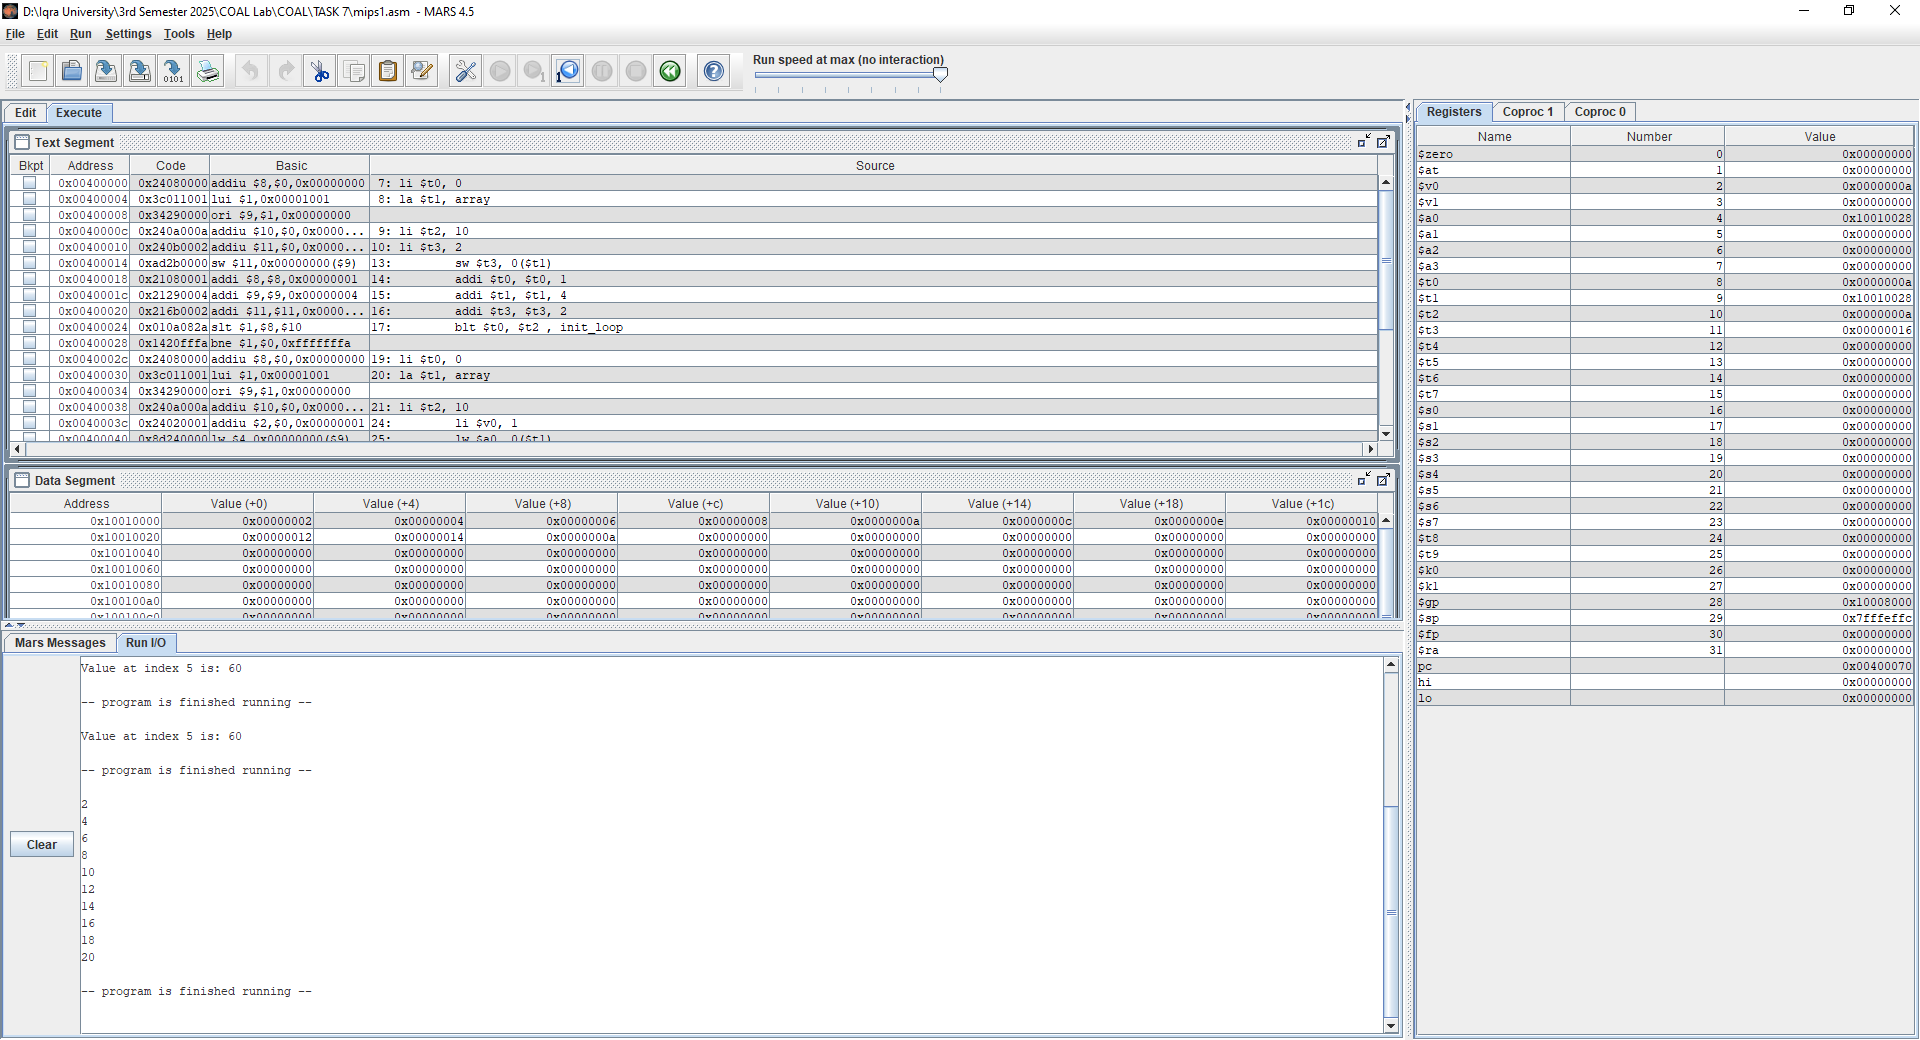 D:\Iqra University\3rd Semester 2025\COAL Lab\COAL\TASK 7\mips1.asm - MARS 4.5
File Edit Run Settings Tools Help
Run speed at max (no interaction)
Edit Execute
Text Segment
Bkpt Address Code Basic Source
0x00400000 0x24080000 addiu $8,$0,0x00000000 7: li $t0, 0
0x00400004 0x3c011001 lui $1,0x00001001 8: la $t1, array
0x00400008 0x34290000 ori $9,$1,0x00000000
0x0040000c 0x240a000a addiu $10,$0,0x0000... 9: li $t2, 10
0x00400010 0x240b0002 addiu $11,$0,0x0000... 10: li $t3, 2
0x00400014 0xad2b0000 sw $11,0x00000000($9) 13: sw $t3, 0($t1)
0x00400018 0x21080001 addi $8,$8,0x00000001 14: addi $t0, $t0, 1
0x0040001c 0x21290004 addi $9,$9,0x00000004 15: addi $t1, $t1, 4
0x00400020 0x216b0002 addi $11,$11,0x0000... 16: addi $t3, $t3, 2
0x00400024 0x010a082a slt $1,$8,$10 17: blt $t0, $t2 , init_loop
0x00400028 0x1420fffa bne $1,$0,0xfffffffa
0x0040002c 0x24080000 addiu $8,$0,0x00000000 19: li $t0, 0
0x00400030 0x3c011001 lui $1,0x00001001 20: la $t1, array
0x00400034 0x34290000 ori $9,$1,0x00000000
0x00400038 0x240a000a addiu $10,$0,0x0000... 21: li $t2, 10
0x0040003c 0x24020001 addiu $2,$0,0x00000001 24: li $v0, 1
0x00400040 0x8d240000 lw $4,0x00000000($9) 25: lw $a0, 0($t1)
Data Segment
Address Value (+0) Value (+4) Value (+8) Value (+c) Value (+10) Value (+14) Value (+18) Value (+1c)
0x10010000 0x00000002 0x00000004 0x00000006 0x00000008 0x0000000a 0x0000000c 0x0000000e 0x00000010
0x10010020 0x00000012 0x00000014 0x0000000a 0x00000000 0x00000000 0x00000000 0x00000000 0x00000000
0x10010040 0x00000000 0x00000000 0x00000000 0x00000000 0x00000000 0x00000000 0x00000000 0x00000000
0x10010060 0x00000000 0x00000000 0x00000000 0x00000000 0x00000000 0x00000000 0x00000000 0x00000000
0x10010080 0x00000000 0x00000000 0x00000000 0x00000000 0x00000000 0x00000000 0x00000000 0x00000000
0x100100a0 0x00000000 0x00000000 0x00000000 0x00000000 0x00000000 0x00000000 0x00000000 0x00000000
0x100100c0 0x00000000 0x00000000 0x00000000 0x00000000 0x00000000 0x00000000 0x00000000 0x00000000
Mars Messages Run I/O
Clear
Value at index 5 is: 60
-- program is finished running --
Value at index 5 is: 60
-- program is finished running --
2
4
6
8
10
12
14
16
18
20
-- program is finished running --
Registers Coproc 1 Coproc 0
Name Number Value
$zero 0 0x00000000
$at 1 0x00000000
$v0 2 0x0000000a
$v1 3 0x00000000
$a0 4 0x10010028
$a1 5 0x00000000
$a2 6 0x00000000
$a3 7 0x00000000
$t0 8 0x0000000a
$t1 9 0x10010028
$t2 10 0x0000000a
$t3 11 0x00000016
$t4 12 0x00000000
$t5 13 0x00000000
$t6 14 0x00000000
$t7 15 0x00000000
$s0 16 0x00000000
$s1 17 0x00000000
$s2 18 0x00000000
$s3 19 0x00000000
$s4 20 0x00000000
$s5 21 0x00000000
$s6 22 0x00000000
$s7 23 0x00000000
$t8 24 0x00000000
$t9 25 0x00000000
$k0 26 0x00000000
$k1 27 0x00000000
$gp 28 0x10008000
$sp 29 0x7fffeffc
$fp 30 0x00000000
$ra 31 0x00000000
pc 0x00400070
hi 0x00000000
lo 0x00000000